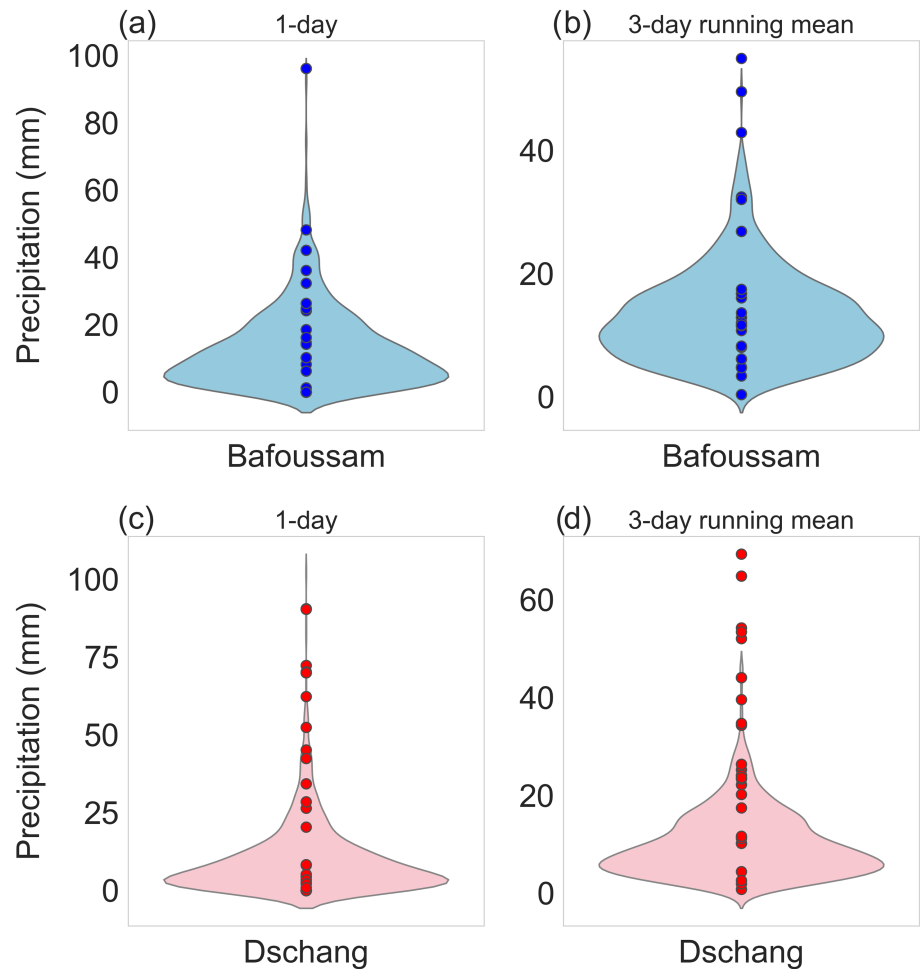 (a) 1-day
(b) 3-day running mean
Precipitation (mm)
100
80
60
40
20
0
40
20
0
Bafoussam
Bafoussam
(c) 1-day
(d) 3-day running mean
Precipitation (mm)
100
75
50
25
0
60
40
20
0
Dschang
Dschang